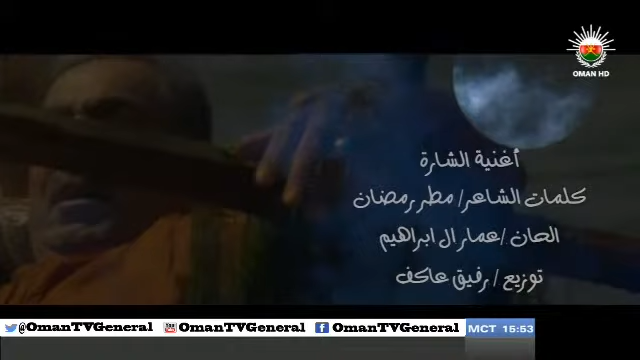 OMAN HD
أغنية الشارة
كلمات الشاعر/ مطر رمضان
الحان /عمار ال ابراهيم
توزيع / رفيق عاكف
@OmanTVGeneral OmanTVGeneral OmanTVGeneral MCT 15:53